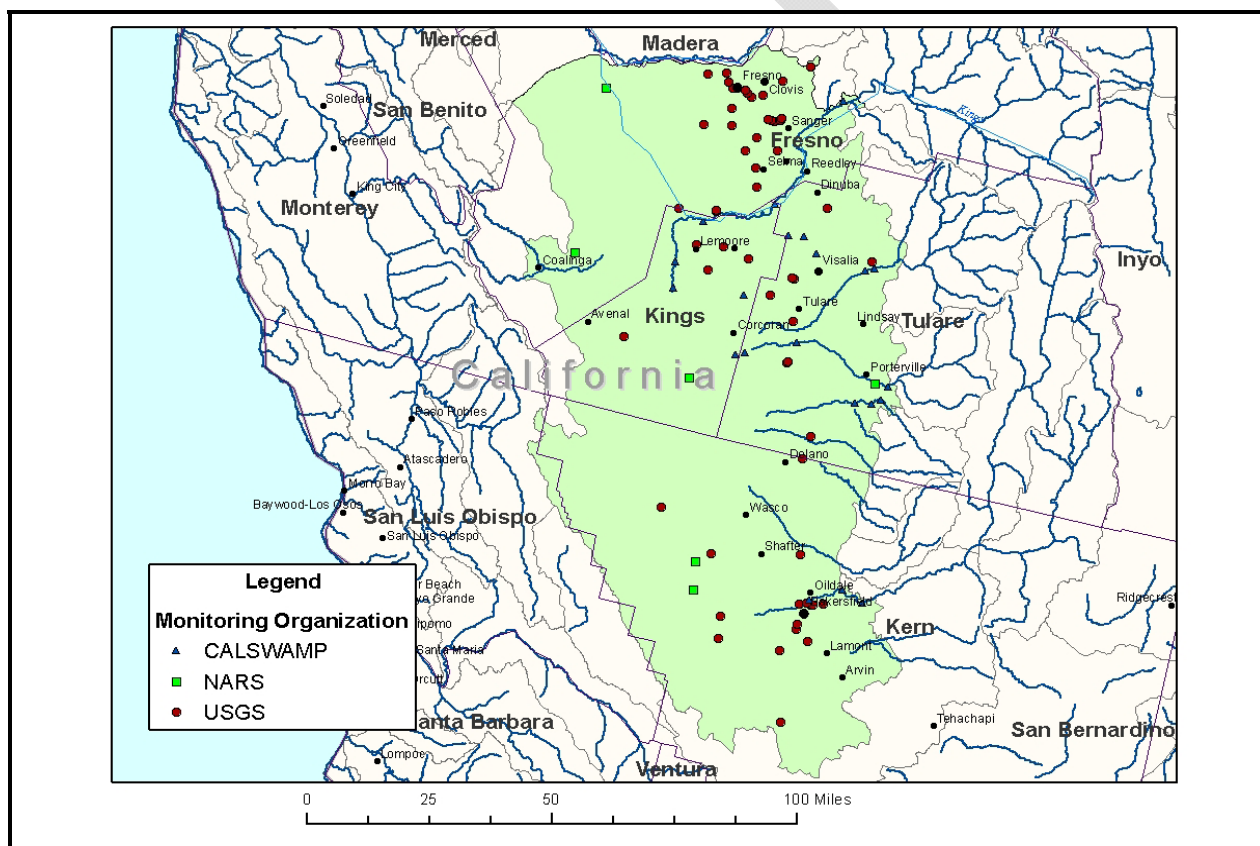 Merced
Madera
Fresno
Clovis
Soledad
San Benito
Kings
Sanger
Fresno
Greenfield
Selma
Reedley
King City
Dinuba
Monterey
Lemoore
Coalinga
Visalia
Inyo
Avenal
Kings
Tulare
Corcoran
Lindsay
Tulare
California
Porterville
Paso Robles
Atascadero
Delano
Morro Bay
Baywood-Los Osos
Wasco
San Luis Obispo
San Luis Obispo
Shafter
Legend
Oildale
Ridgecrest
Monitoring Organization
Kern
CALSWAMP
Santa Maria
Lamont
NARS
Arvin
USGS
Tehachapi
San Bernardino
Lompoc
Ventura
0 25 50 100 Miles